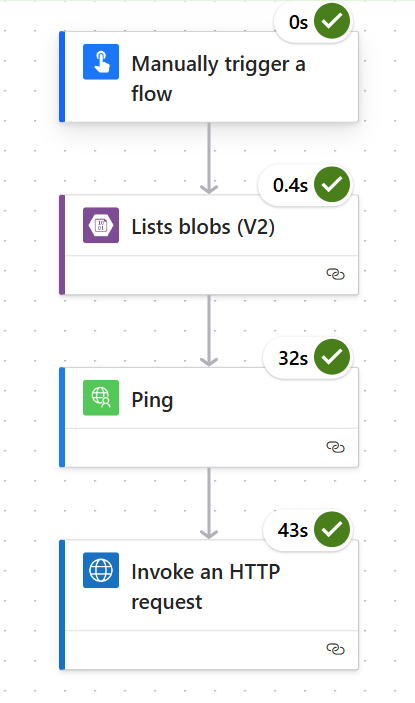 0s
Manually trigger a
flow
0.4s
Lists blobs (V2)
32s
Ping
43s
Invoke an HTTP
request